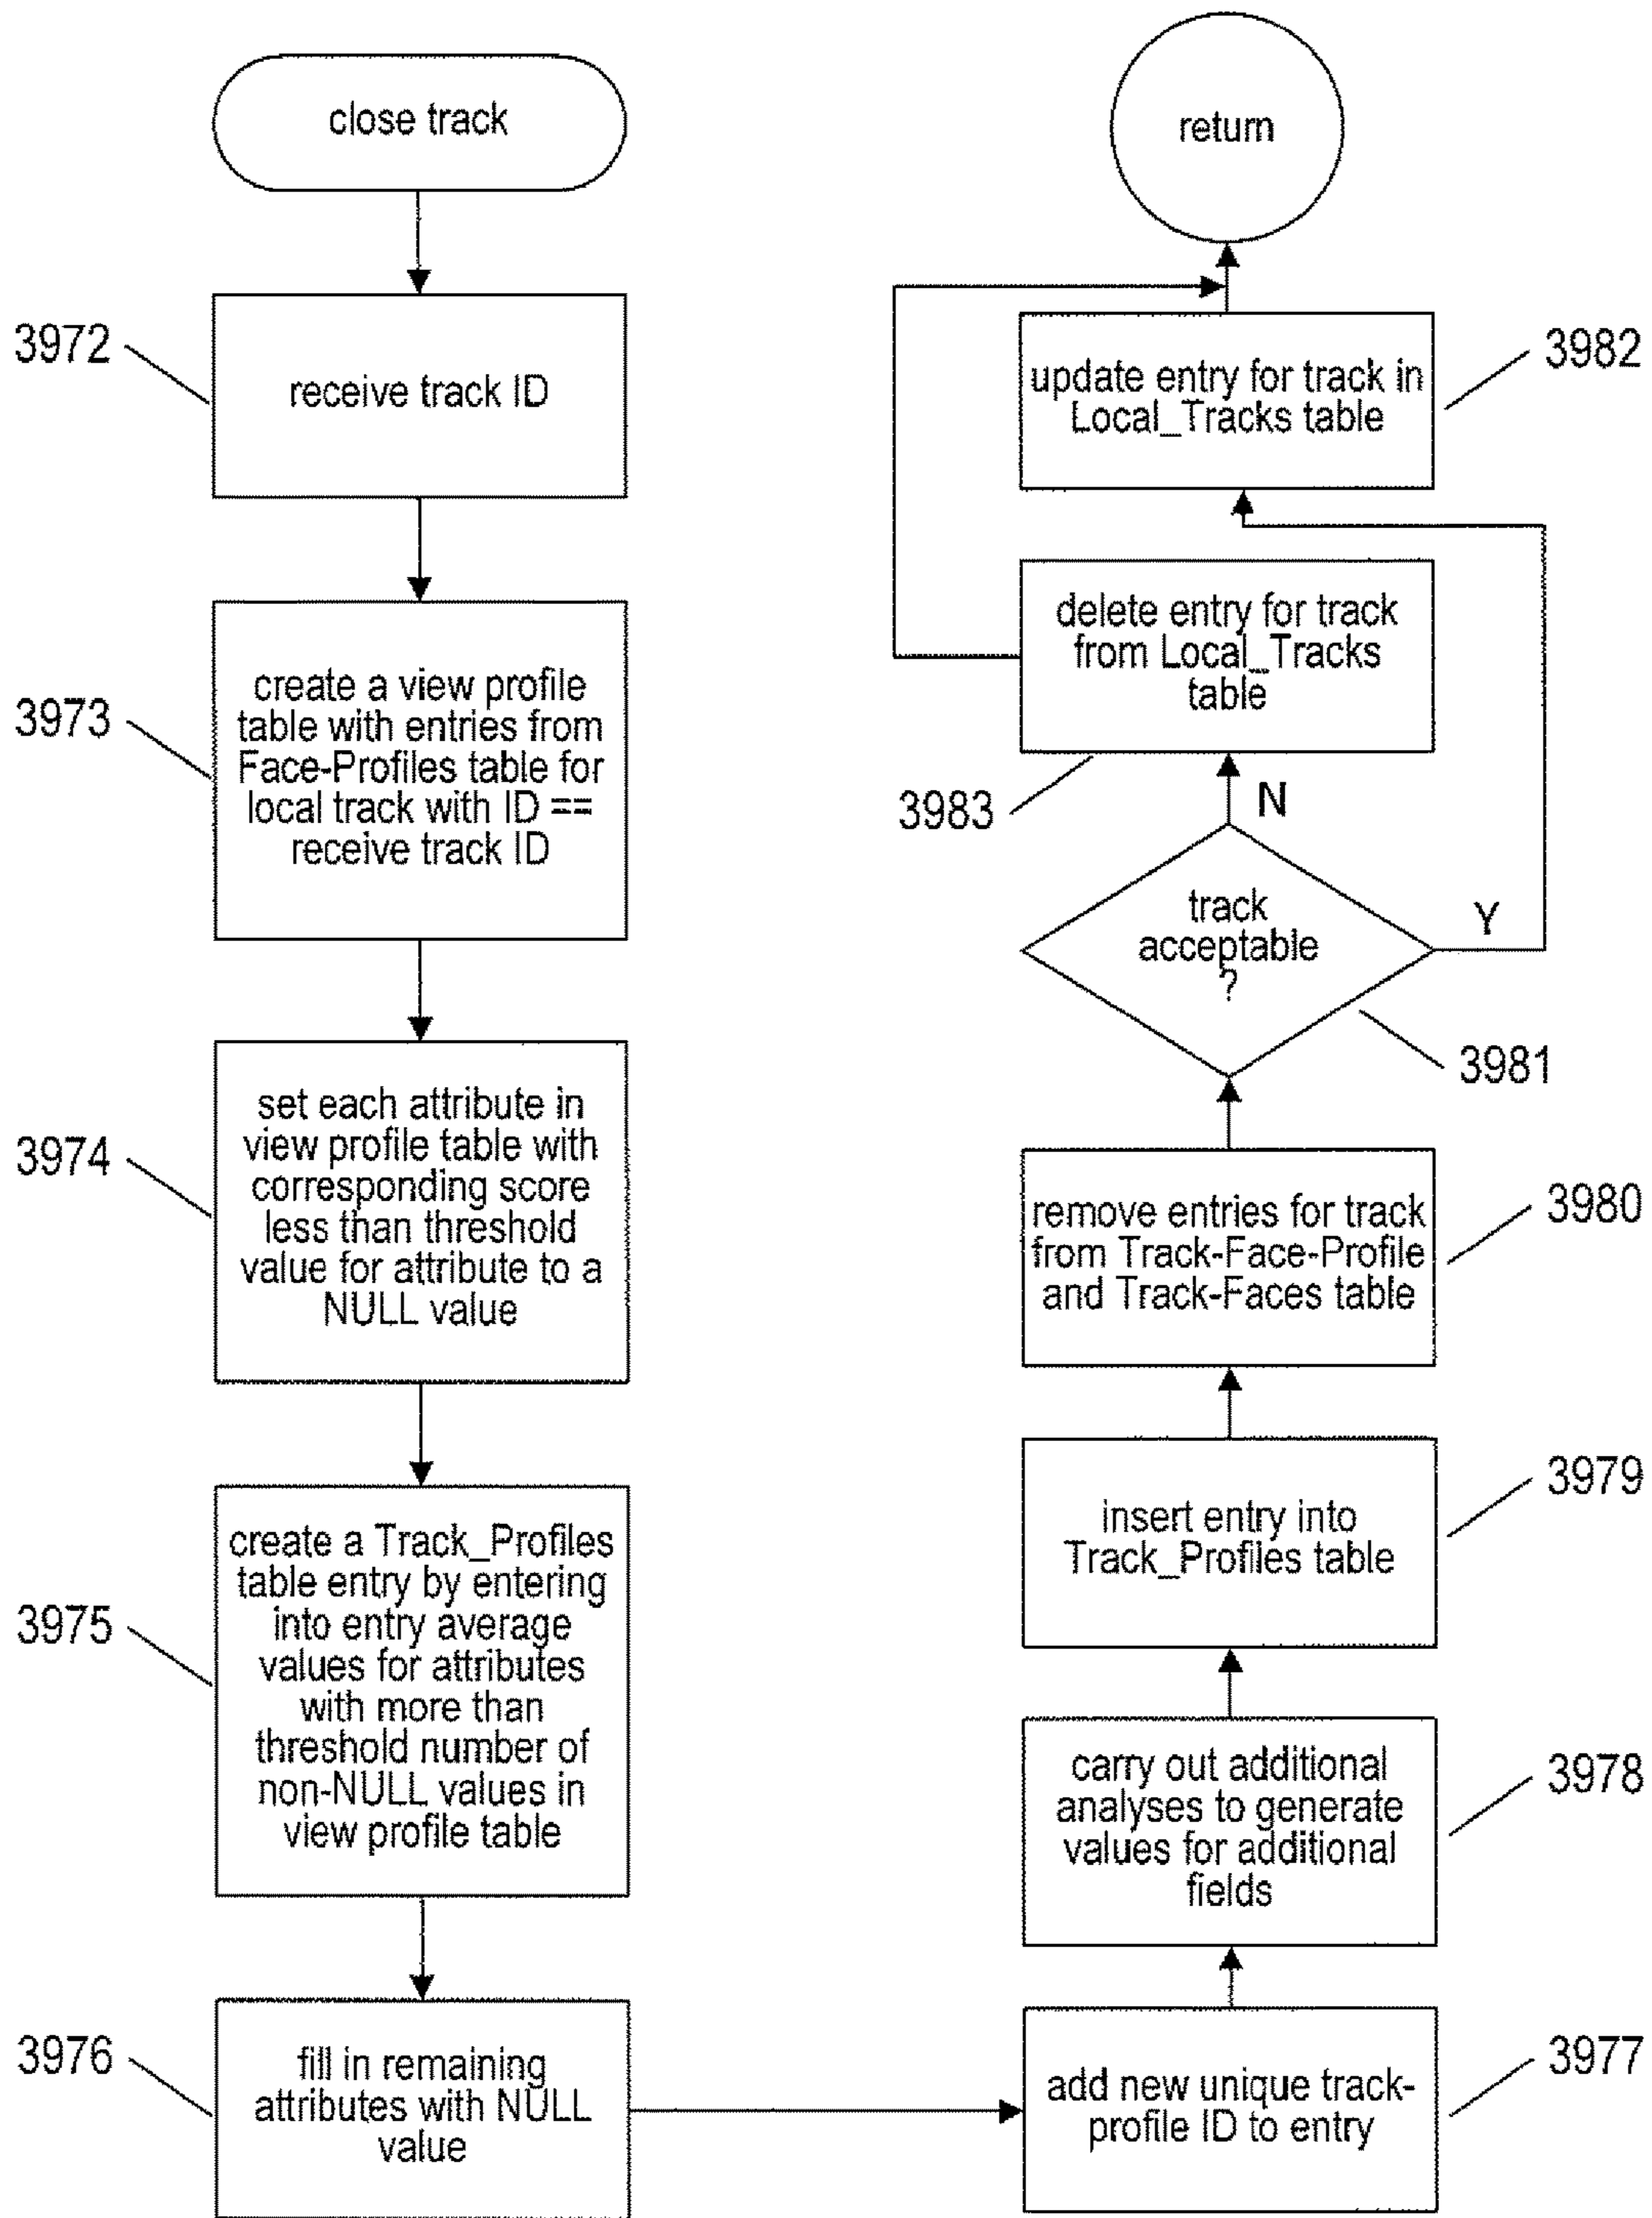 close track
3972
receive track ID
3973
create a view profile
table with entries from
Face-Profiles table for
local track with ID ==
receive track ID
3974
set each attribute in
view profile table with
corresponding score
less than threshold
value for attribute to a
NULL value
3975
create a Track_Profiles
table entry by entering
into entry average
values for attributes
with more than
threshold number of
non-NULL values in
view profile table
3976
fill in remaining
attributes with NULL
value
3977
add new unique track-
profile ID to entry
3978
carry out additional
analyses to generate
values for additional
fields
3979
insert entry into
Track_Profiles table
3980
remove entries for track
from Track-Face-Profile
and Track-Faces table
3981
track
acceptable
?
N
Y
3983
delete entry for track
from Local_Tracks
table
3982
update entry for track in
Local_Tracks table
return